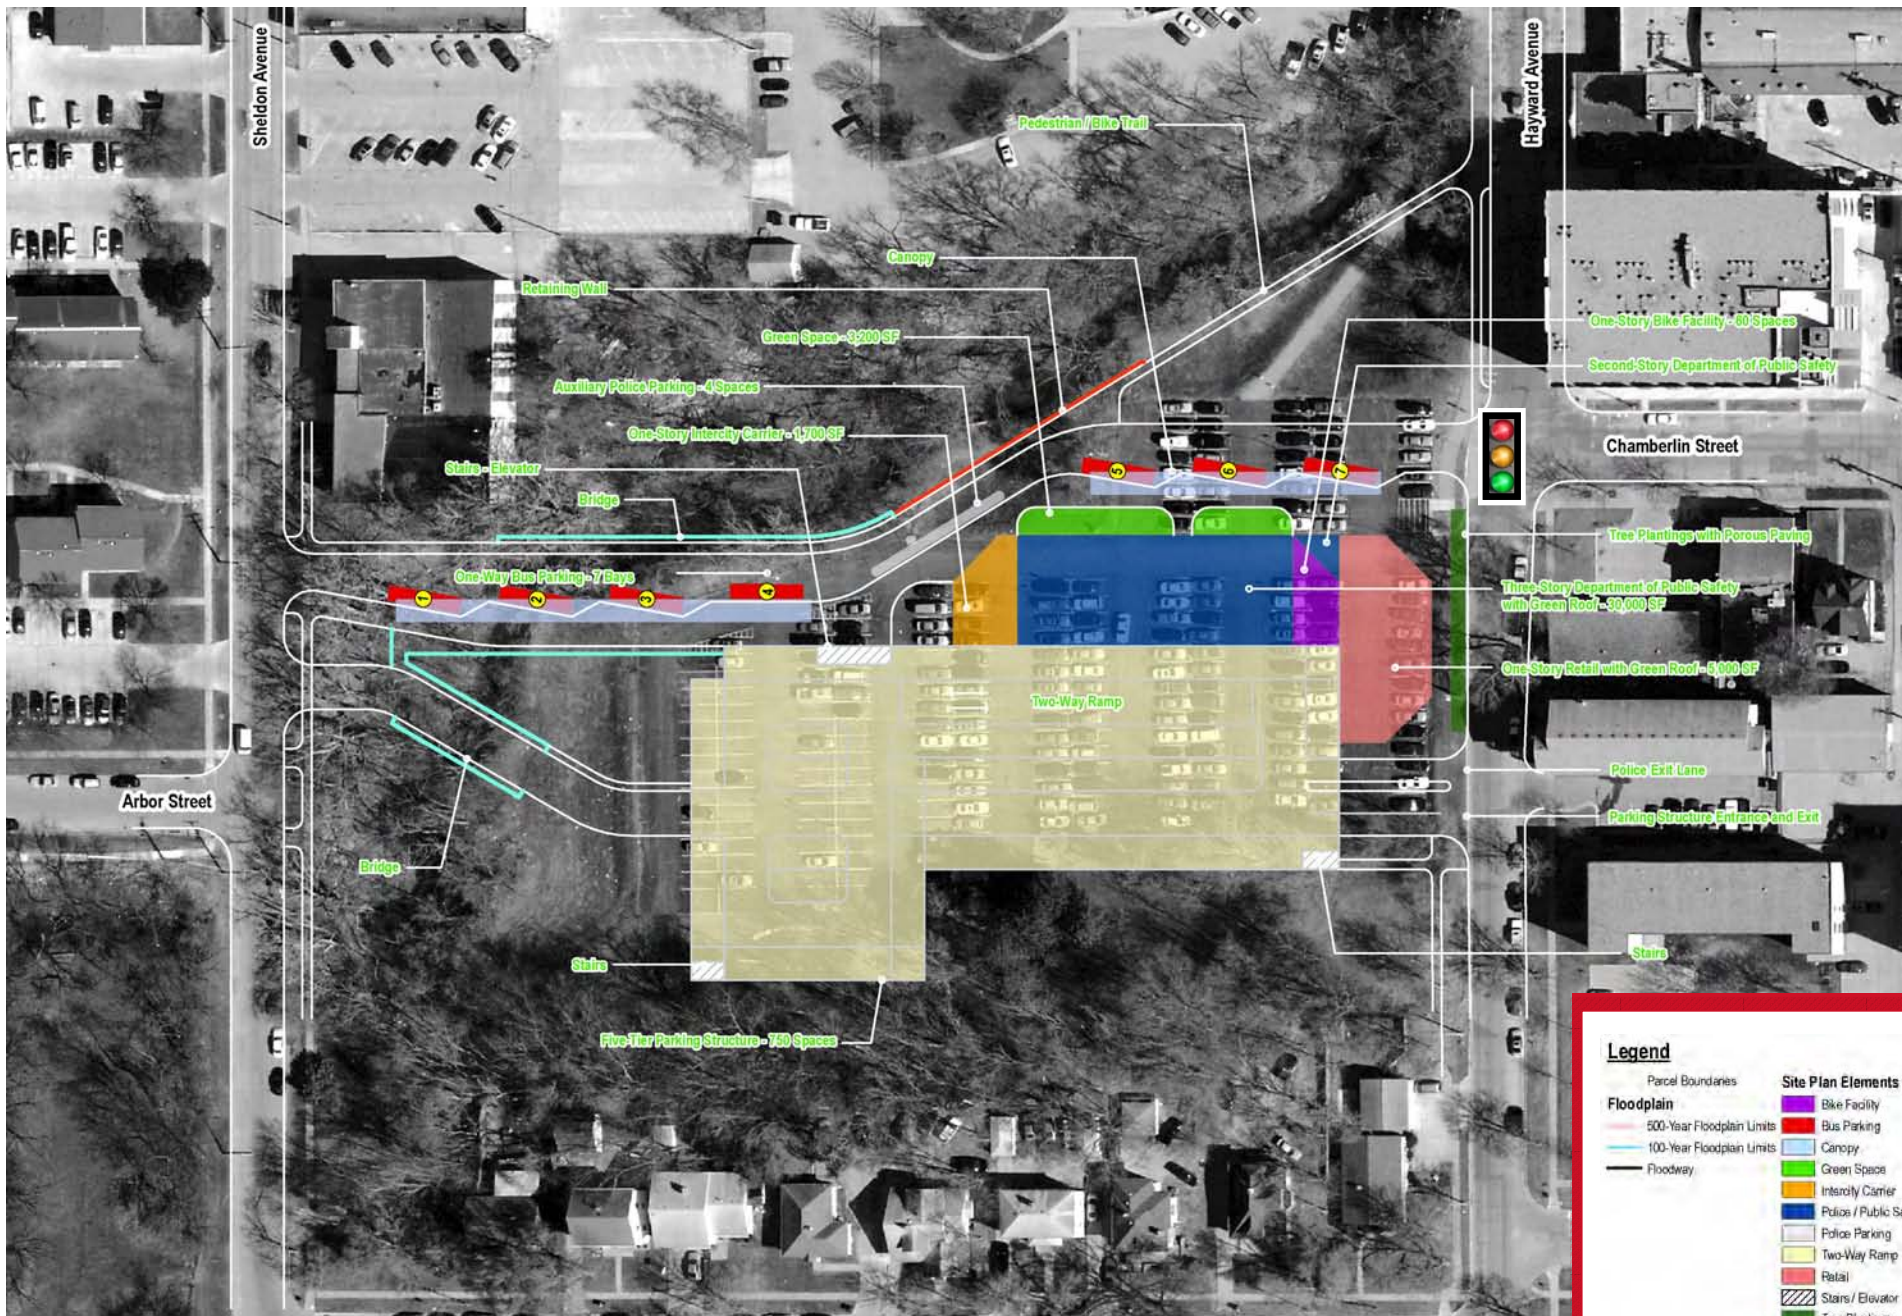 Sheldon Avenue
Hayward Avenue
Pedestrian / Bike Trail
Canopy
Retaining Wall
One-Story Bike Facility - 60 Spaces
Green Space - 3,200 SF
Second-Story Department of Public Safety
Auxiliary Police Parking - 4 Spaces
One-Story Intercity Carrier - 1,700 SF
Chamberlin Street
Stairs - Elevator
5
6
7
Bridge
Tree Plantings with Porous Paving
One-Way Bus Parking - 7 Bays
Three-Story Department of Public Safety
with Green Roof - 30,000 SF
1
2
3
4
One-Story Retail with Green Roof - 5,000 SF
Two-Way Ramp
Police Exit Lane
Arbor Street
Parking Structure Entrance and Exit
Bridge
Stairs
Stairs
Five-Tier Parking Structure - 750 Spaces
Legend
Parcel Boundaries
Floodplain
500-Year Floodplain Limits
100-Year Floodplain Limits
Floodway
Site Plan Elements
Bike Facility
Bus Parking
Canopy
Green Space
Intercity Carrier
Police / Public Sa
Police Parking
Two-Way Ramp
Retail
Stairs / Elevator